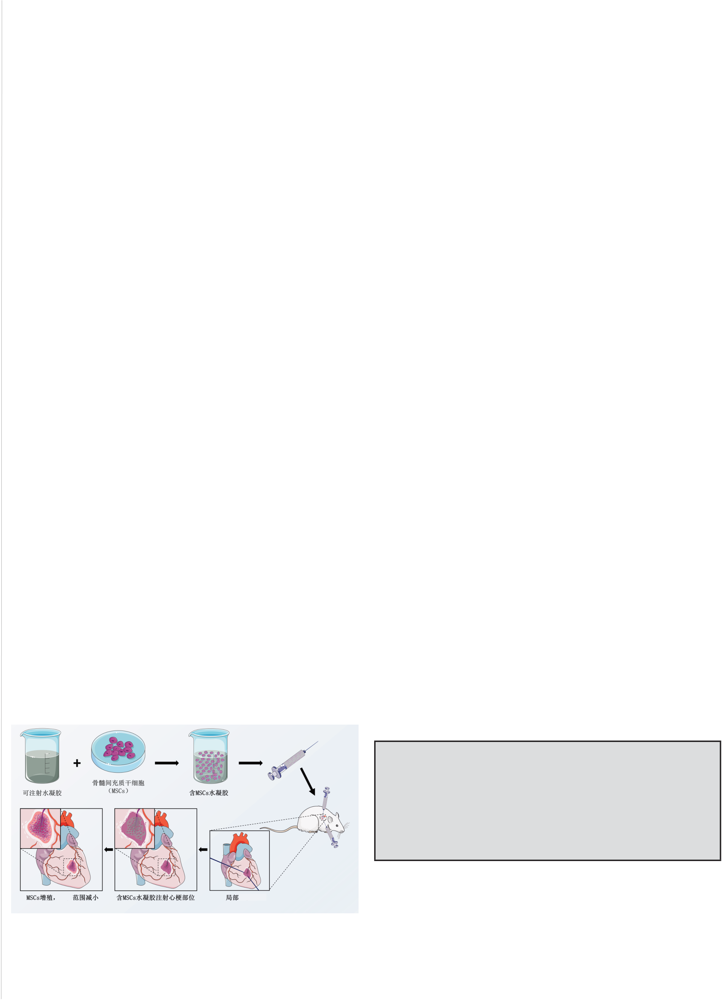 +
骨髓间充质干细胞
（MSCs）
可注射水凝胶
含MSCs水凝胶
MSCs增殖，  范围减小
含MSCs水凝胶注射心梗部位
局部